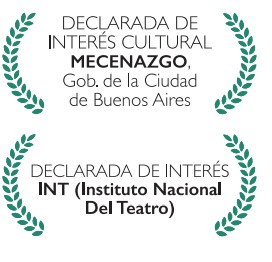 DECLARADA DE
INTERÉS CULTURAL
MECENAZGO,
Gob. de la Ciudad
de Buenos Aires
DECLARADA DE INTERÉS
INT (Instituto Nacional
Del Teatro)